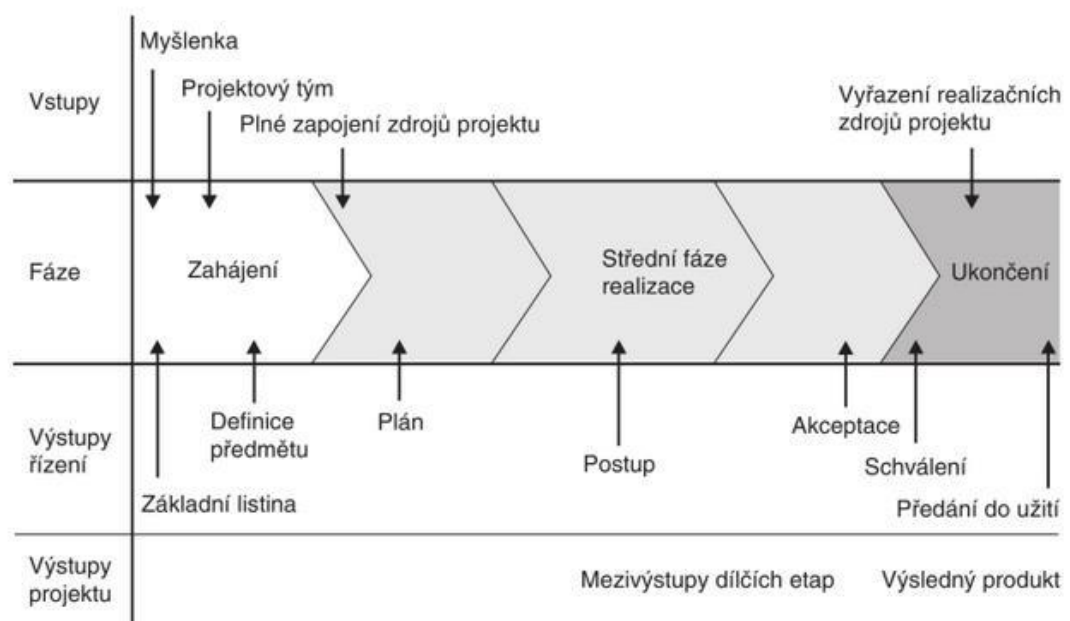 Myšlenka
Vstupy
Projektový tým
Plné zapojení zdrojů projektu
Vyřazení realizačních
zdrojů projektu
Fáze
Zahájení
Střední fáze
realizace
Ukončení
Výstupy
řízení
Definice
předmětu
Plán
Postup
Akceptace
Schválení
Základní listina
Předání do užití
Výstupy
projektu
Mezivýstupy dílčích etap
Výsledný produkt